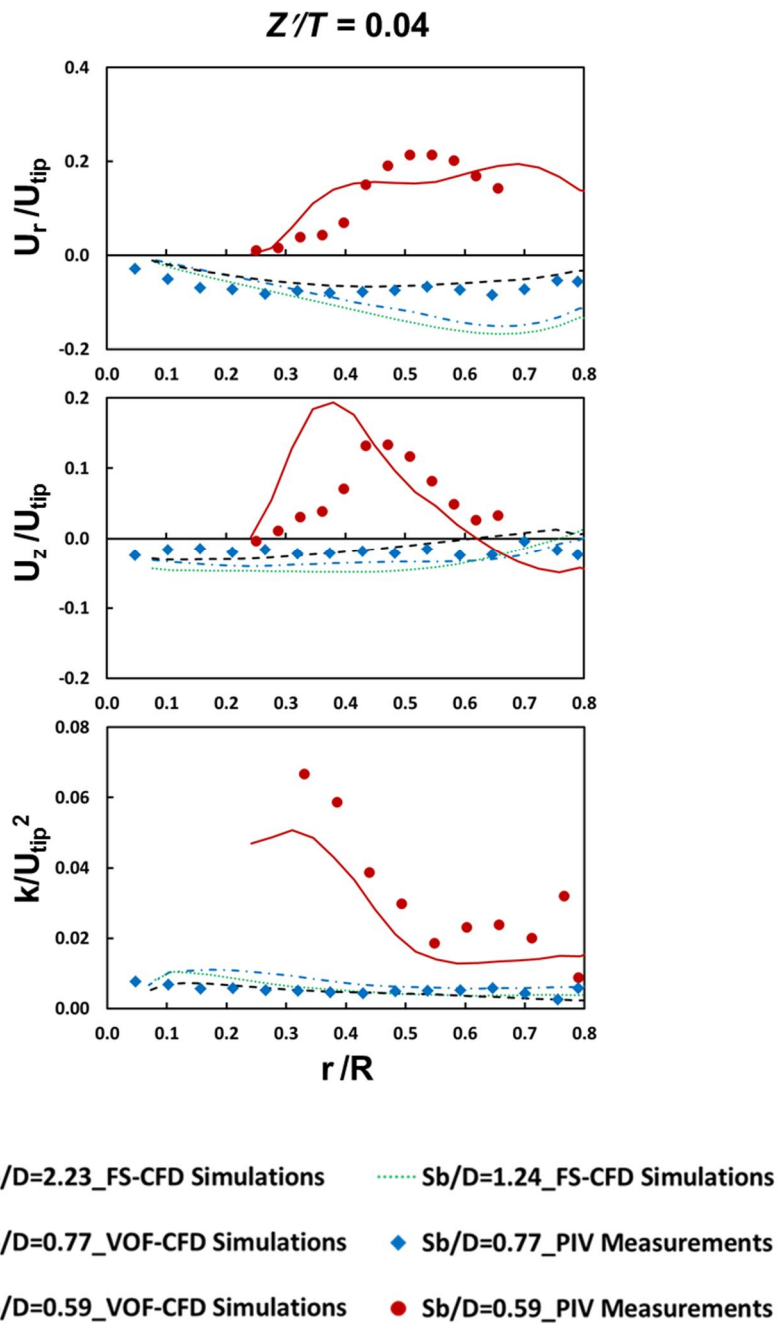 Z'/T = 0.04
0.4
0.2
0.0
-0.2
U_r/U_tip
0.0 0.1 0.2 0.3 0.4 0.5 0.6 0.7 0.8
0.2
0.1
0.0
-0.1
-0.2
U_z/U_tip
0.0 0.1 0.2 0.3 0.4 0.5 0.6 0.7 0.8
0.08
0.06
0.04
0.02
0.00
k/U_tip²
0.0 0.1 0.2 0.3 0.4 0.5 0.6 0.7 0.8
r/R
/D=2.23_FS-CFD Simulations Sb/D=1.24_FS-CFD Simulations
/D=0.77_VOF-CFD Simulations Sb/D=0.77_PIV Measurements
/D=0.59_VOF-CFD Simulations Sb/D=0.59_PIV Measurements